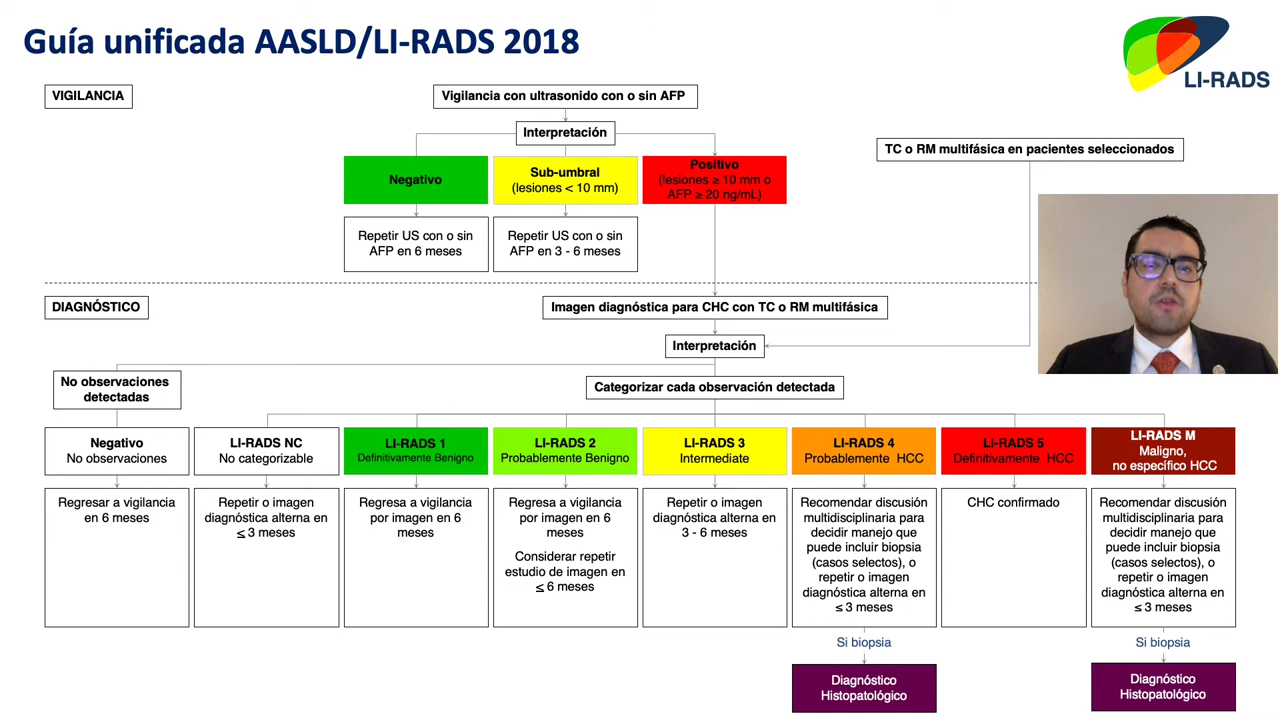 Guía unificada AASLD/LI-RADS 2018
LI-RADS
VIGILANCIA
Vigilancia con ultrasonido con o sin AFP
Interpretación
TC o RM multifásica en pacientes seleccionados
Negativo
Sub-umbral
(lesiones < 10 mm)
Positivo
(lesiones ≥ 10 mm o
AFP ≥ 20 ng/mL)
Repetir US con o sin
AFP en 6 meses
Repetir US con o sin
AFP en 3 - 6 meses
DIAGNÓSTICO
Imagen diagnóstica para CHC con TC o RM multifásica
Interpretación
No observaciones
detectadas
Categorizar cada observación detectada
Negativo
No observaciones
LI-RADS NC
No categorizable
LI-RADS 1
Definitivamente Benigno
LI-RADS 2
Probablemente Benigno
LI-RADS 3
Intermediate
LI-RADS 4
Probablemente HCC
LI-RADS 5
Definitivamente HCC
LI-RADS M
Maligno,
no específico HCC
Regresar a vigilancia
en 6 meses
Repetir o imagen
diagnóstica alterna en
≤ 3 meses
Regresa a vigilancia
por imagen en 6
meses
Regresa a vigilancia
por imagen en 6
meses
Considerar repetir
estudio de imagen en
≤ 6 meses
Repetir o imagen
diagnóstica alterna en
3 - 6 meses
Recomendar discusión
multidisciplinaria para
decidir manejo que
puede incluir biopsia
(casos selectos), o
repetir o imagen
diagnóstica alterna en
≤ 3 meses
CHC confirmado
Recomendar discusión
multidisciplinaria para
decidir manejo que
puede incluir biopsia
(casos selectos), o
repetir o imagen
diagnóstica alterna en
≤ 3 meses
Si biopsia
Si biopsia
Diagnóstico
Histopatológico
Diagnóstico
Histopatológico